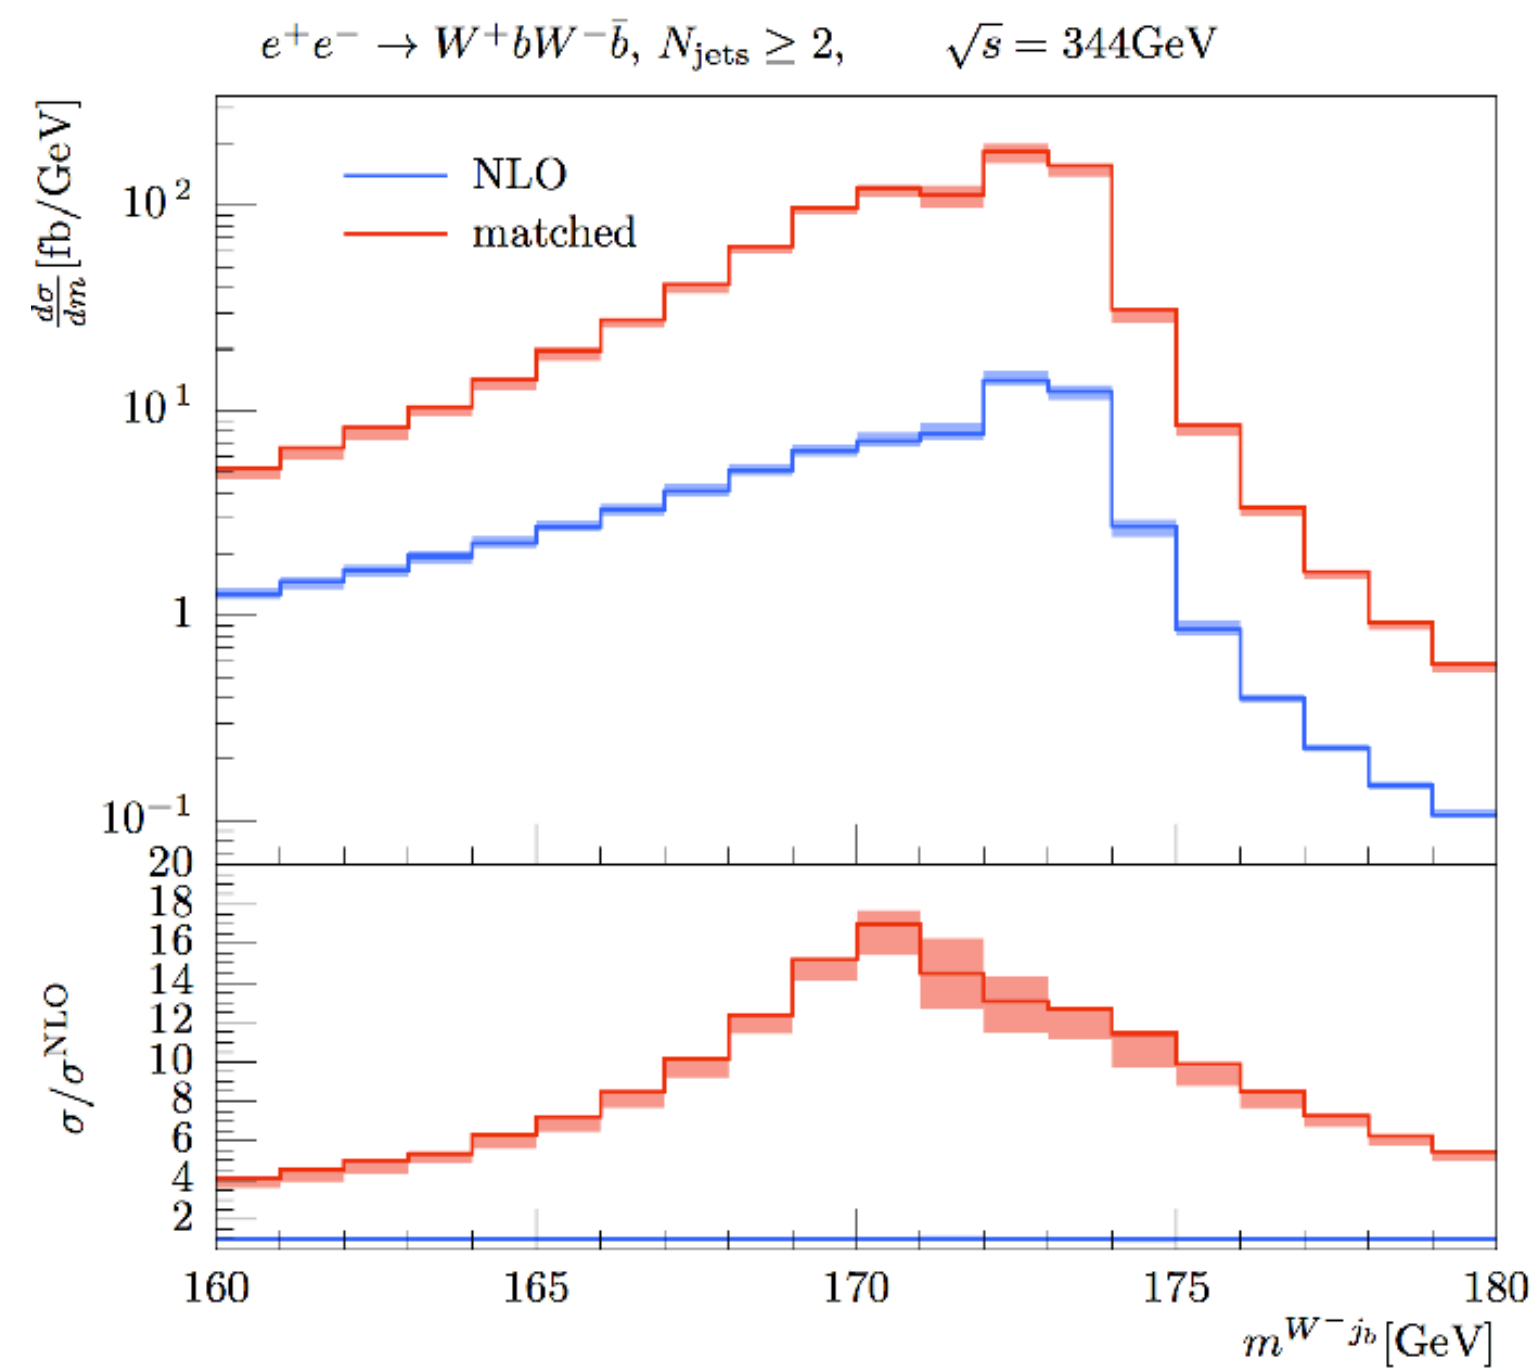 e⁺e⁻ → W⁺bW⁻b̄, N_jets ≥ 2, √s = 344GeV
dσ/dm [fb/GeV]
NLO
matched
10²
10¹
1
10⁻¹
20
18
16
14
12
10
8
6
4
2
σ/σ^NLO
160 165 170 175 180
m^{W⁻j_b}[GeV]